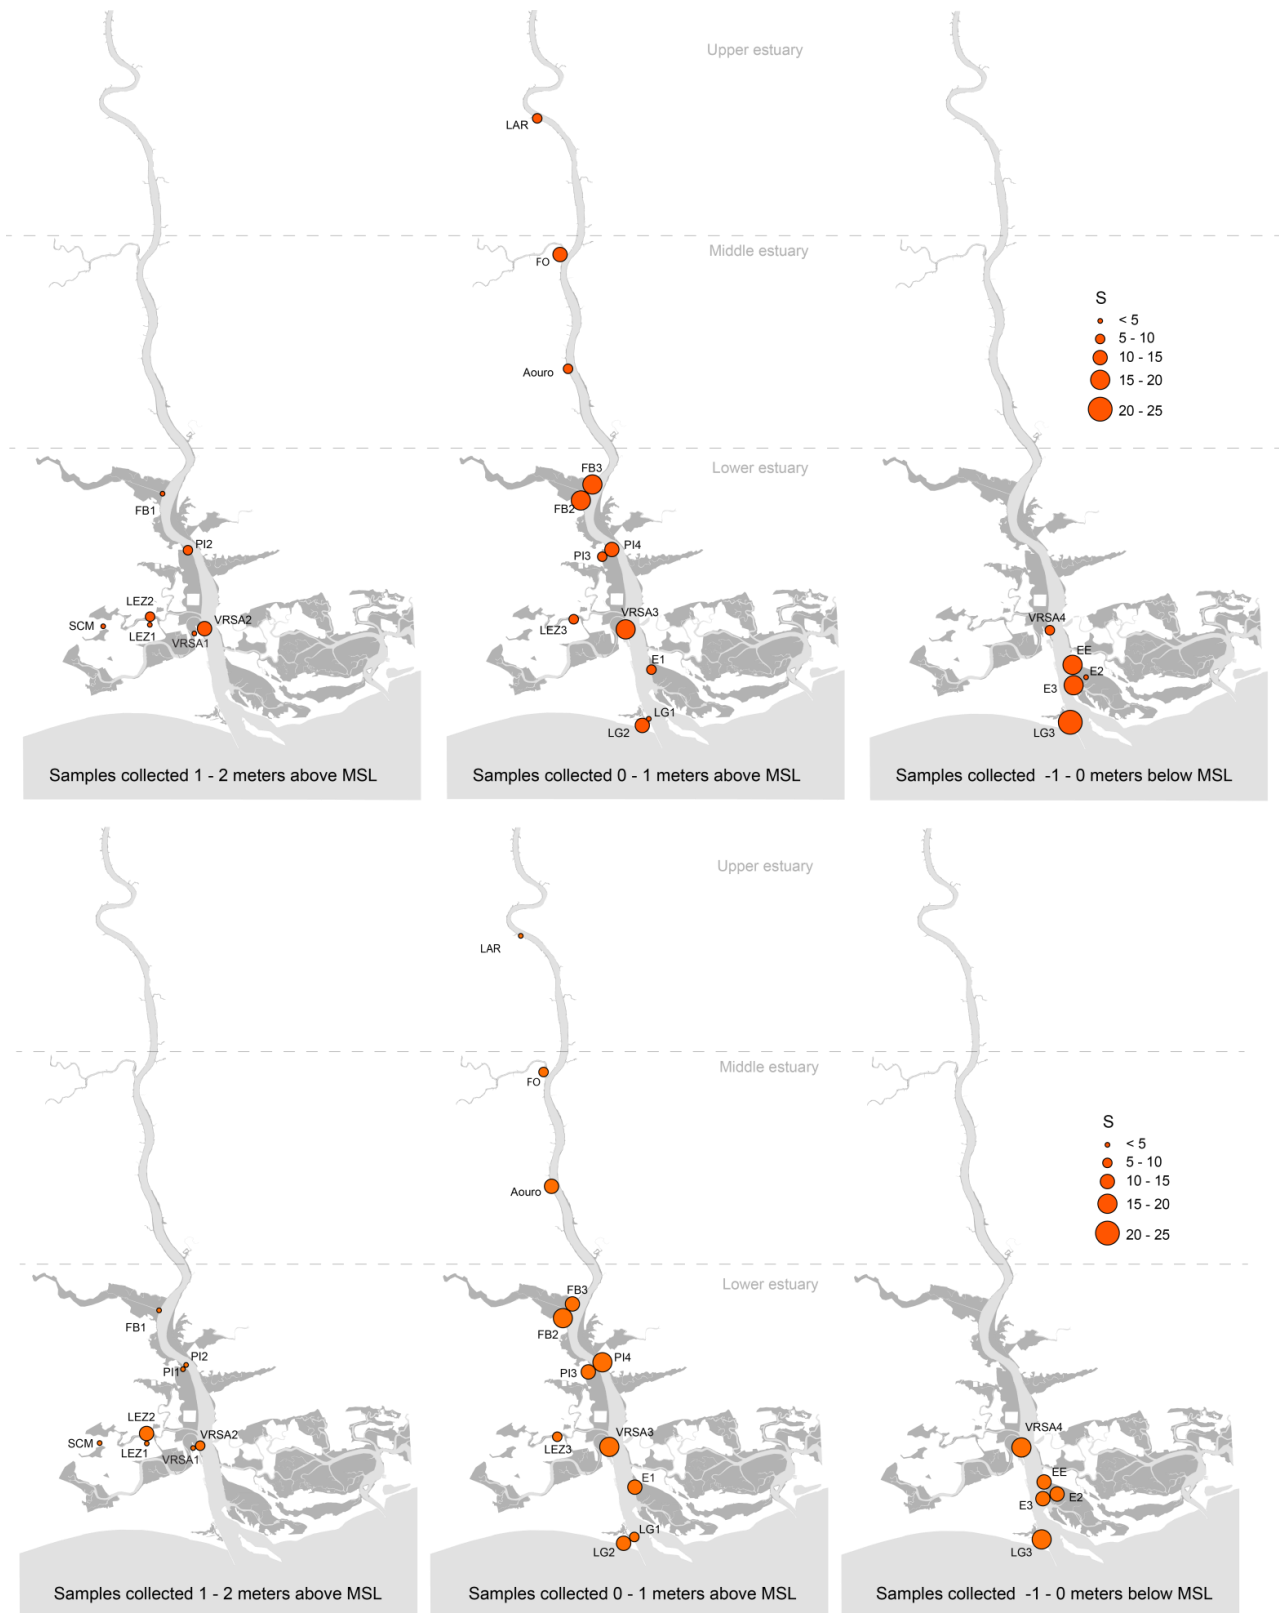 Upper estuary
LAR
Middle estuary
FO
S
< 5
5 - 10
10 - 15
15 - 20
20 - 25
Aouro
Lower estuary
FB3
FB1
FB2
PI2
PI4
PI3
LEZ2
SCM
LEZ1
VRSA2
VRSA1
VRSA3
LEZ3
E1
LG1
LG2
VRSA4
EE
E2
E3
LG3
Samples collected 1 - 2 meters above MSL
Samples collected 0 - 1 meters above MSL
Samples collected -1 - 0 meters below MSL
Upper estuary
LAR
Middle estuary
FO
S
< 5
5 - 10
10 - 15
15 - 20
20 - 25
Aouro
Lower estuary
FB3
FB1
FB2
PI2
PI1
PI4
PI3
LEZ2
SCM
LEZ1
VRSA2
VRSA1
VRSA3
LEZ3
E1
LG1
LG2
VRSA4
EE
E2
E3
LG3
Samples collected 1 - 2 meters above MSL
Samples collected 0 - 1 meters above MSL
Samples collected -1 - 0 meters below MSL